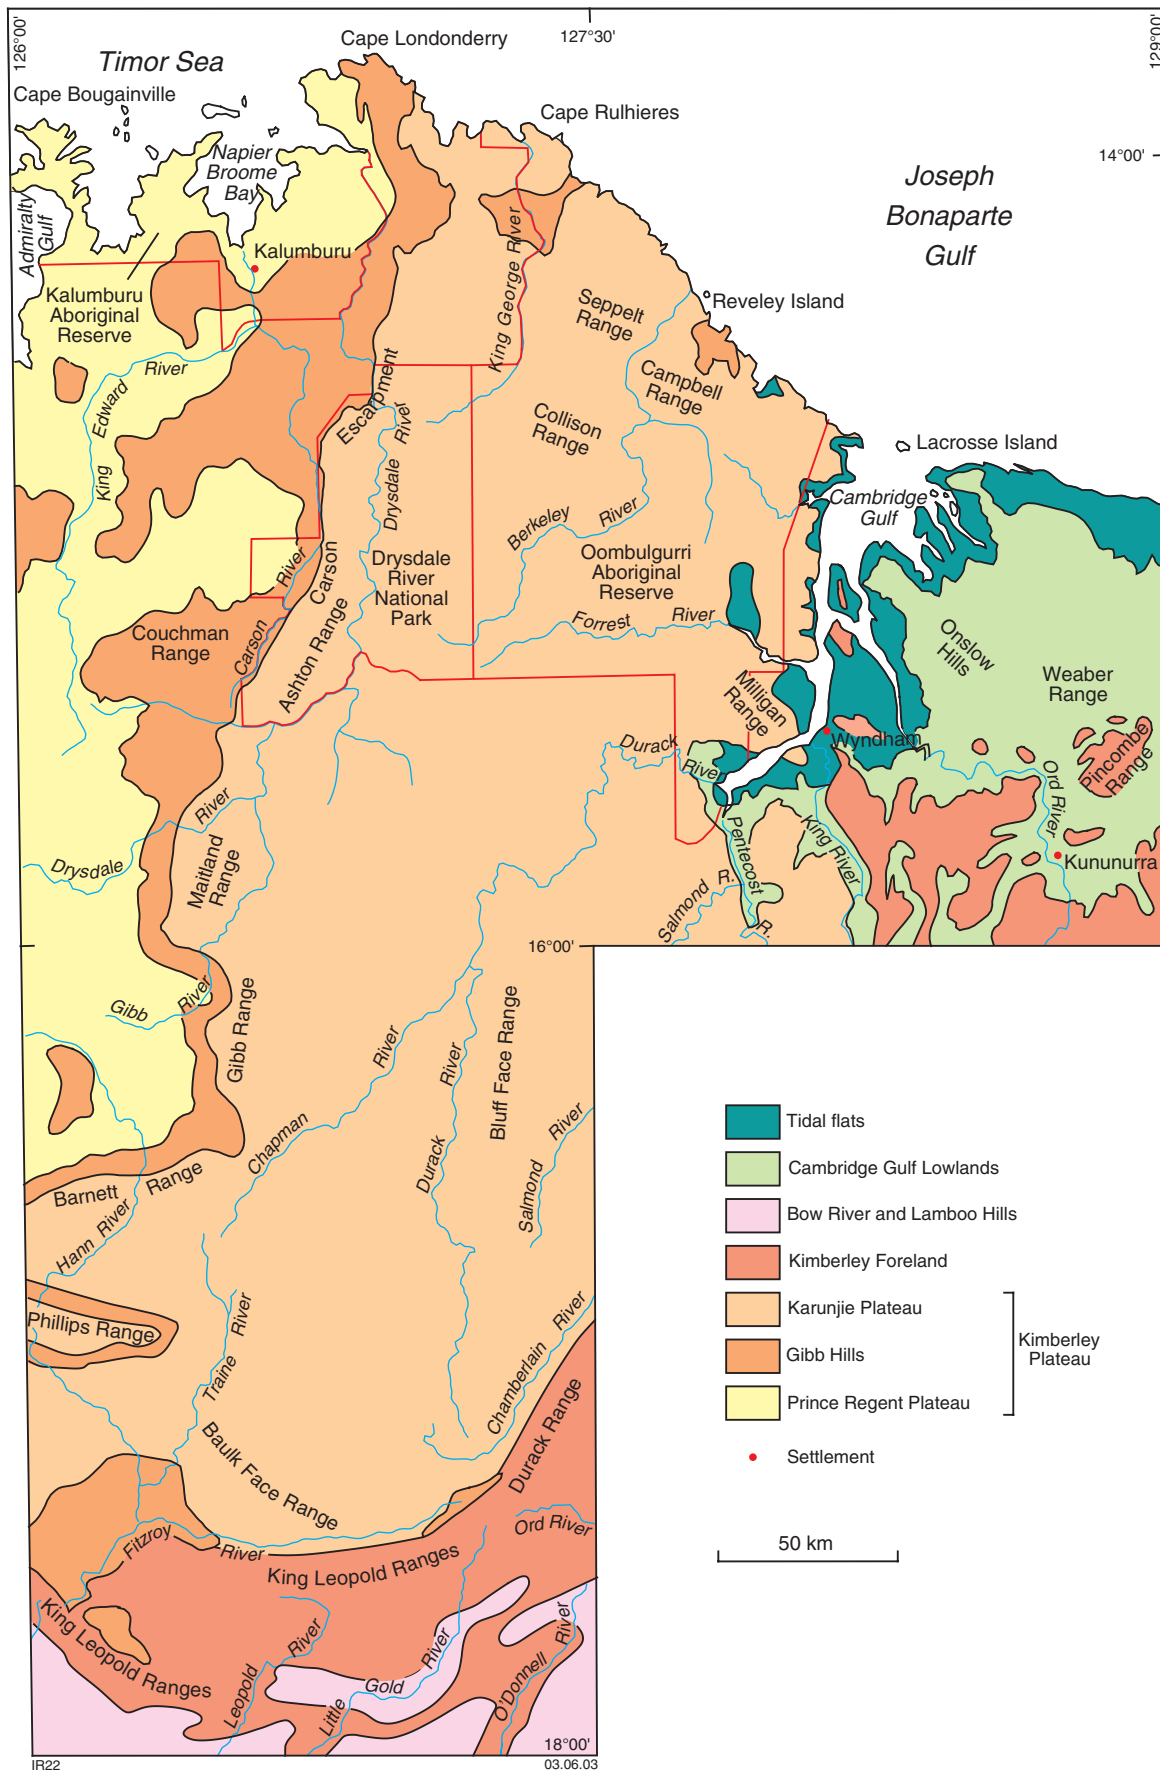 126°00'
127°30'
129°00'
Cape Londonderry
Timor Sea
Cape Bougainville
Cape Rulhieres
14°00'
Napier
Broome
Bay
Joseph
Bonaparte
Gulf
Admiralty
Gulf
Kalumburu
Kalumburu
Aboriginal
Reserve
King George River
Seppelt
Range
Reveley Island
King Edward River
Campbell
Range
Collison
Range
Carson Escarpment
Drysdale River
Lacrosse Island
Cambridge
Gulf
Berkeley River
Oombulgurri
Aboriginal
Reserve
Drysdale
River
National
Park
Carson River
Forrest River
Couchman
Range
Ashton Range
Onslow
Hills
Weaber
Range
Milligan
Range
Wyndham
Durack River
Pincombe
Range
Ord River
Drysdale River
Maitland
Range
Pentecost R.
King River
Kununurra
Salmond R.
16°00'
Gibb River
Gibb Range
Chapman River
Durack River
Bluff Face Range
Salmond River
Barnett Range
Hann River
Phillips Range
Traine River
Chamberlain River
Baulk Face Range
Durack Range
Fitzroy River
Ord River
King Leopold Ranges
King Leopold Ranges
Leopold River
Little Gold River
O'Donnell River
Tidal flats
Cambridge Gulf Lowlands
Bow River and Lamboo Hills
Kimberley Foreland
Karunjie Plateau
Gibb Hills
Prince Regent Plateau
Kimberley
Plateau
Settlement
50 km
18°00'
IR22
03.06.03